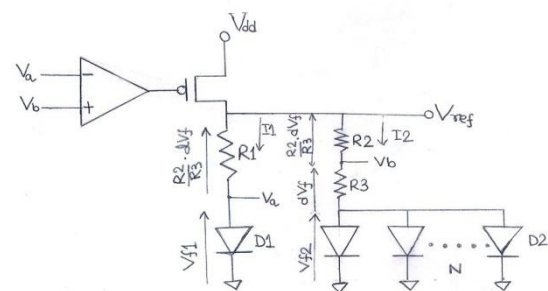 Vdd
Va
Vb
−
+
Vref
I1
R1
R2.dVf
R3
R2.dVf
R3
R2
I2
Vb
dVf
R3
Va
Vf1
D1
Vf2
D2
N